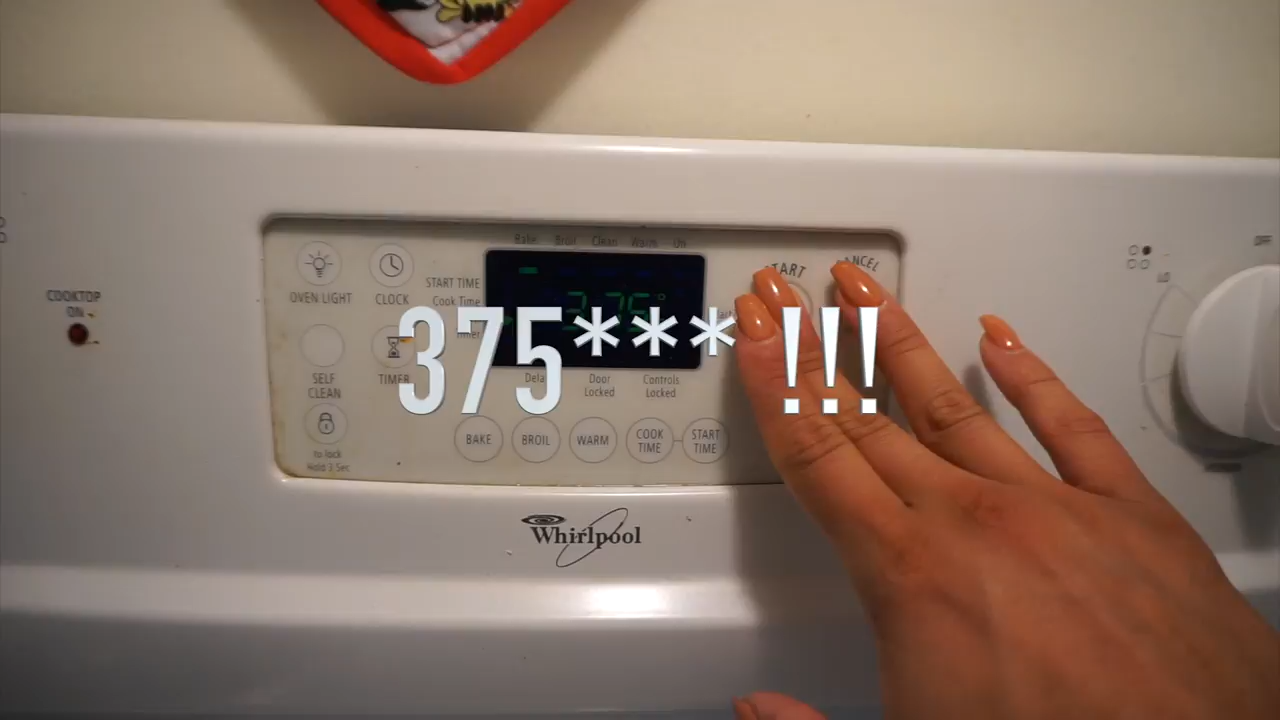 Bake Broil Clean Warm On
START TIME
Cook Time
START
CANCEL
OVEN LIGHT
CLOCK
COOKTOP
ON
LO
OFF
375*** !!!
SELF
CLEAN
TIMER
Door
Locked
Controls
Locked
to lock
Hold 3 Sec
BAKE
BROIL
WARM
COOK
TIME
START
TIME
Whirlpool